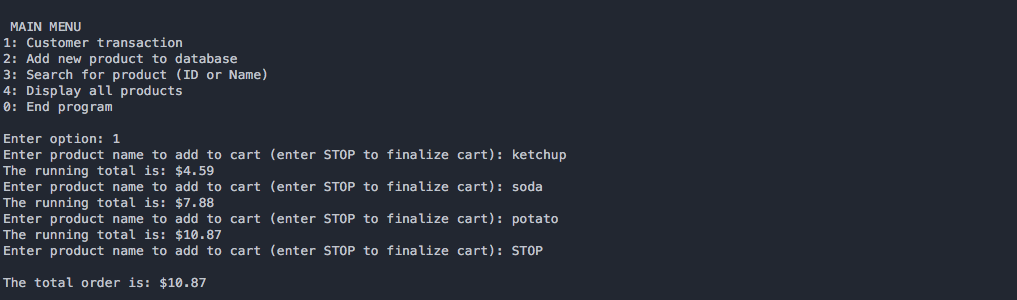 MAIN MENU
1: Customer transaction
2: Add new product to database
3: Search for product (ID or Name)
4: Display all products
0: End program
Enter option: 1
Enter product name to add to cart (enter STOP to finalize cart): ketchup
The running total is: $4.59
Enter product name to add to cart (enter STOP to finalize cart): soda
The running total is: $7.88
Enter product name to add to cart (enter STOP to finalize cart): potato
The running total is: $10.87
Enter product name to add to cart (enter STOP to finalize cart): STOP
The total order is: $10.87